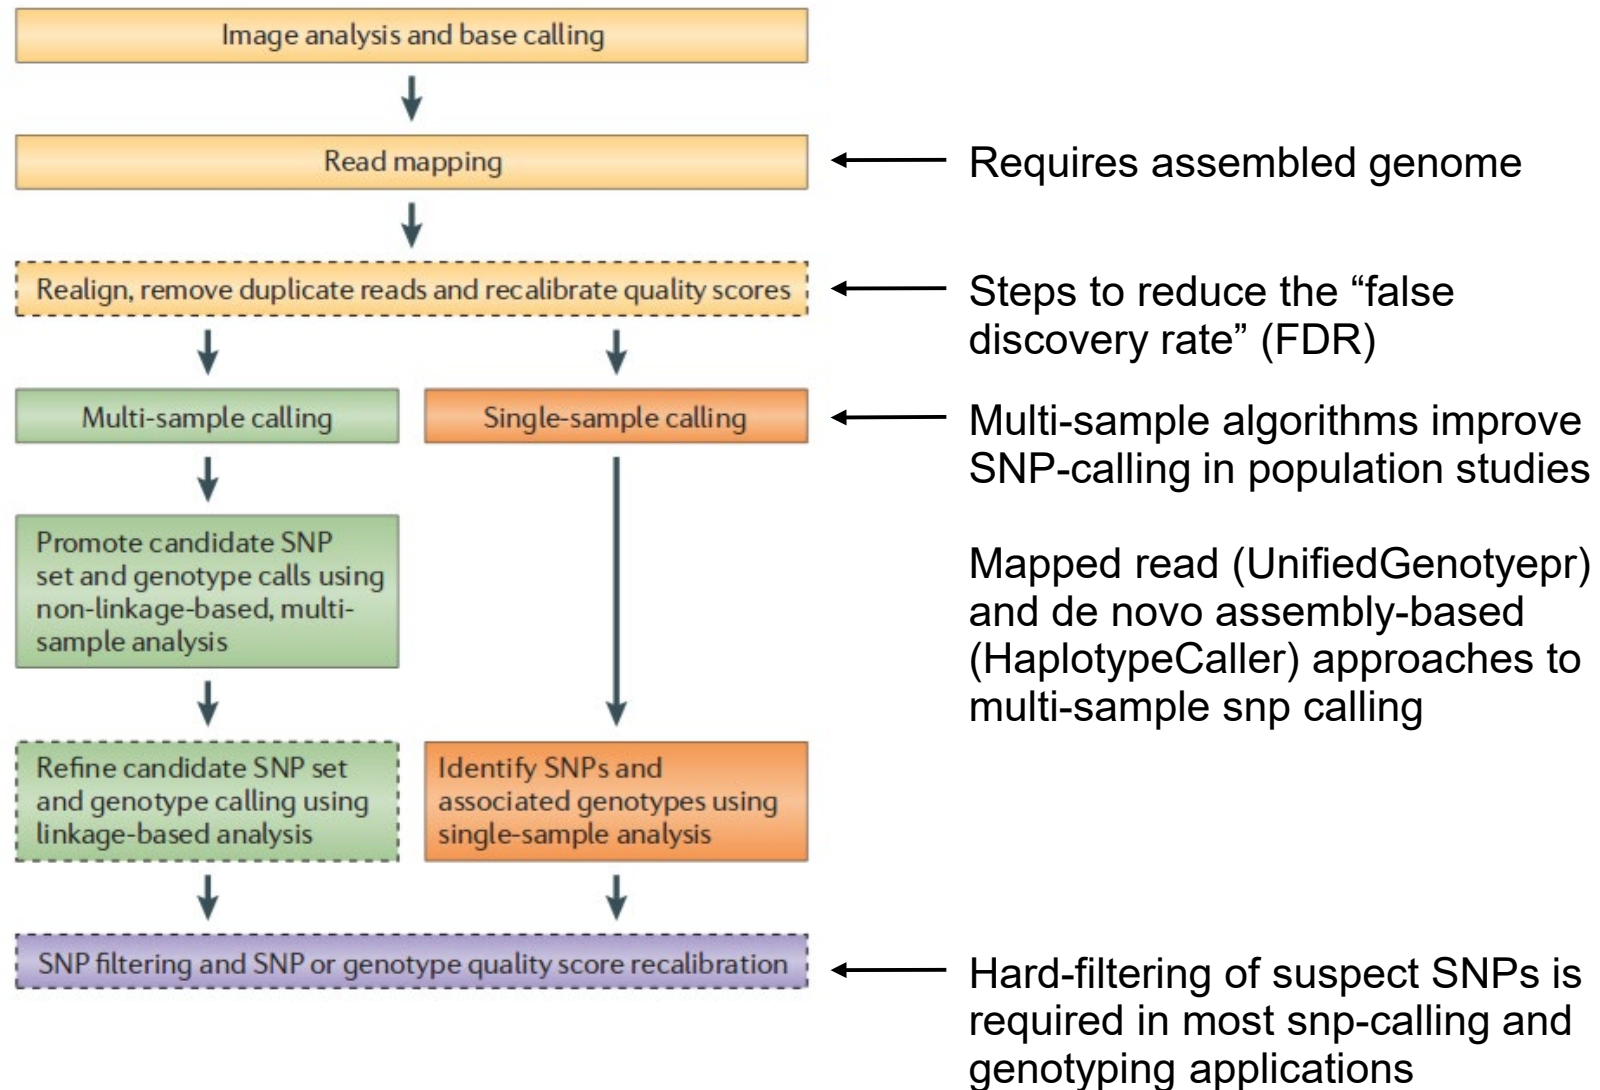 Image analysis and base calling
Read mapping
Requires assembled genome
Realign, remove duplicate reads and recalibrate quality scores
Steps to reduce the “false
discovery rate” (FDR)
Multi-sample calling
Single-sample calling
Multi-sample algorithms improve
SNP-calling in population studies
Promote candidate SNP
set and genotype calls using
non-linkage-based, multi-
sample analysis
Mapped read (UnifiedGenotyepr)
and de novo assembly-based
(HaplotypeCaller) approaches to
multi-sample snp calling
Refine candidate SNP set
and genotype calling using
linkage-based analysis
Identify SNPs and
associated genotypes using
single-sample analysis
SNP filtering and SNP or genotype quality score recalibration
Hard-filtering of suspect SNPs is
required in most snp-calling and
genotyping applications